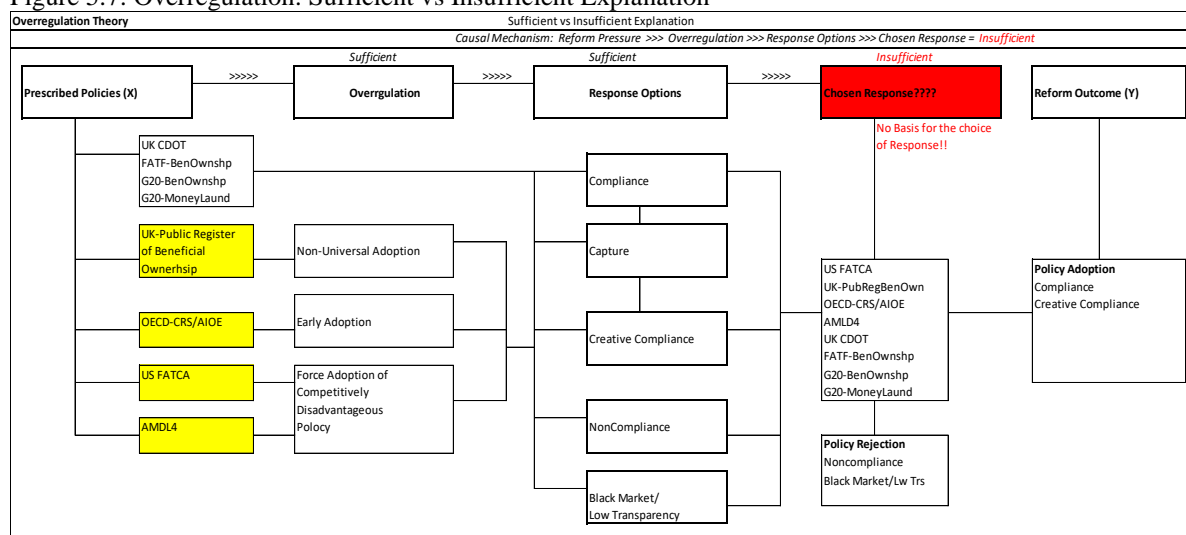 Figure 5.7: Overregulation: Sufficient vs Insufficient Explanation
Overregulation Theory
Sufficient vs Insufficient Explanation
Causal Mechanism: Reform Pressure >>> Overregulation >>> Response Options >>> Chosen Response = Insufficient
Sufficient
Sufficient
Insufficient
Prescribed Policies (X)
>>>>>
Overrgulation
>>>>>
Response Options
>>>>>
Chosen Response????
Reform Outcome (Y)
No Basis for the choice
of Response!!
UK CDOT
FATF-BenOwnshp
G20-BenOwnshp
G20-MoneyLaund
UK-Public Register
of Beneficial
Ownerhsip
OECD-CRS/AIOE
US FATCA
AMDL4
Non-Universal Adoption
Early Adoption
Force Adoption of
Competitively
Disadvantageous
Polocy
Compliance
Capture
Creative Compliance
NonCompliance
Black Market/
Low Transparency
US FATCA
UK-PubRegBenOwn
OECD-CRS/AIOE
AMLD4
UK CDOT
FATF-BenOwnshp
G20-BenOwnshp
G20-MoneyLaund
Policy Rejection
Noncompliance
Black Market/Lw Trs
Policy Adoption
Compliance
Creative Compliance